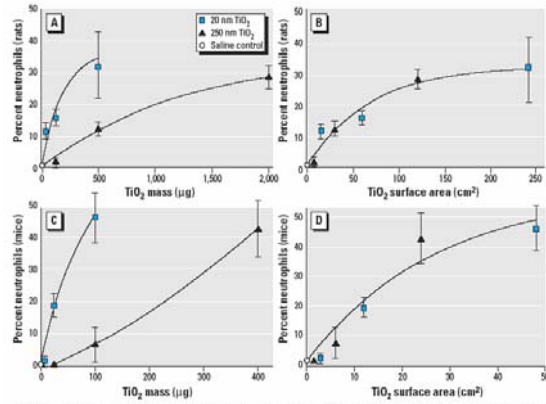 A
20 nm TiO2
250 nm TiO2
Saline control
Percent neutrophils (rats)
50
40
30
20
10
0
0 500 1,000 1,500 2,000
TiO2 mass (μg)
B
Percent neutrophils (rats)
50
40
30
20
10
0
0 50 100 150 200 250
TiO2 surface area (cm2)
C
Percent neutrophils (mice)
50
40
30
20
10
0
0 100 200 300 400
TiO2 mass (μg)
D
Percent neutrophils (mice)
50
40
30
20
10
0
0 20 40
TiO2 surface area (cm2)